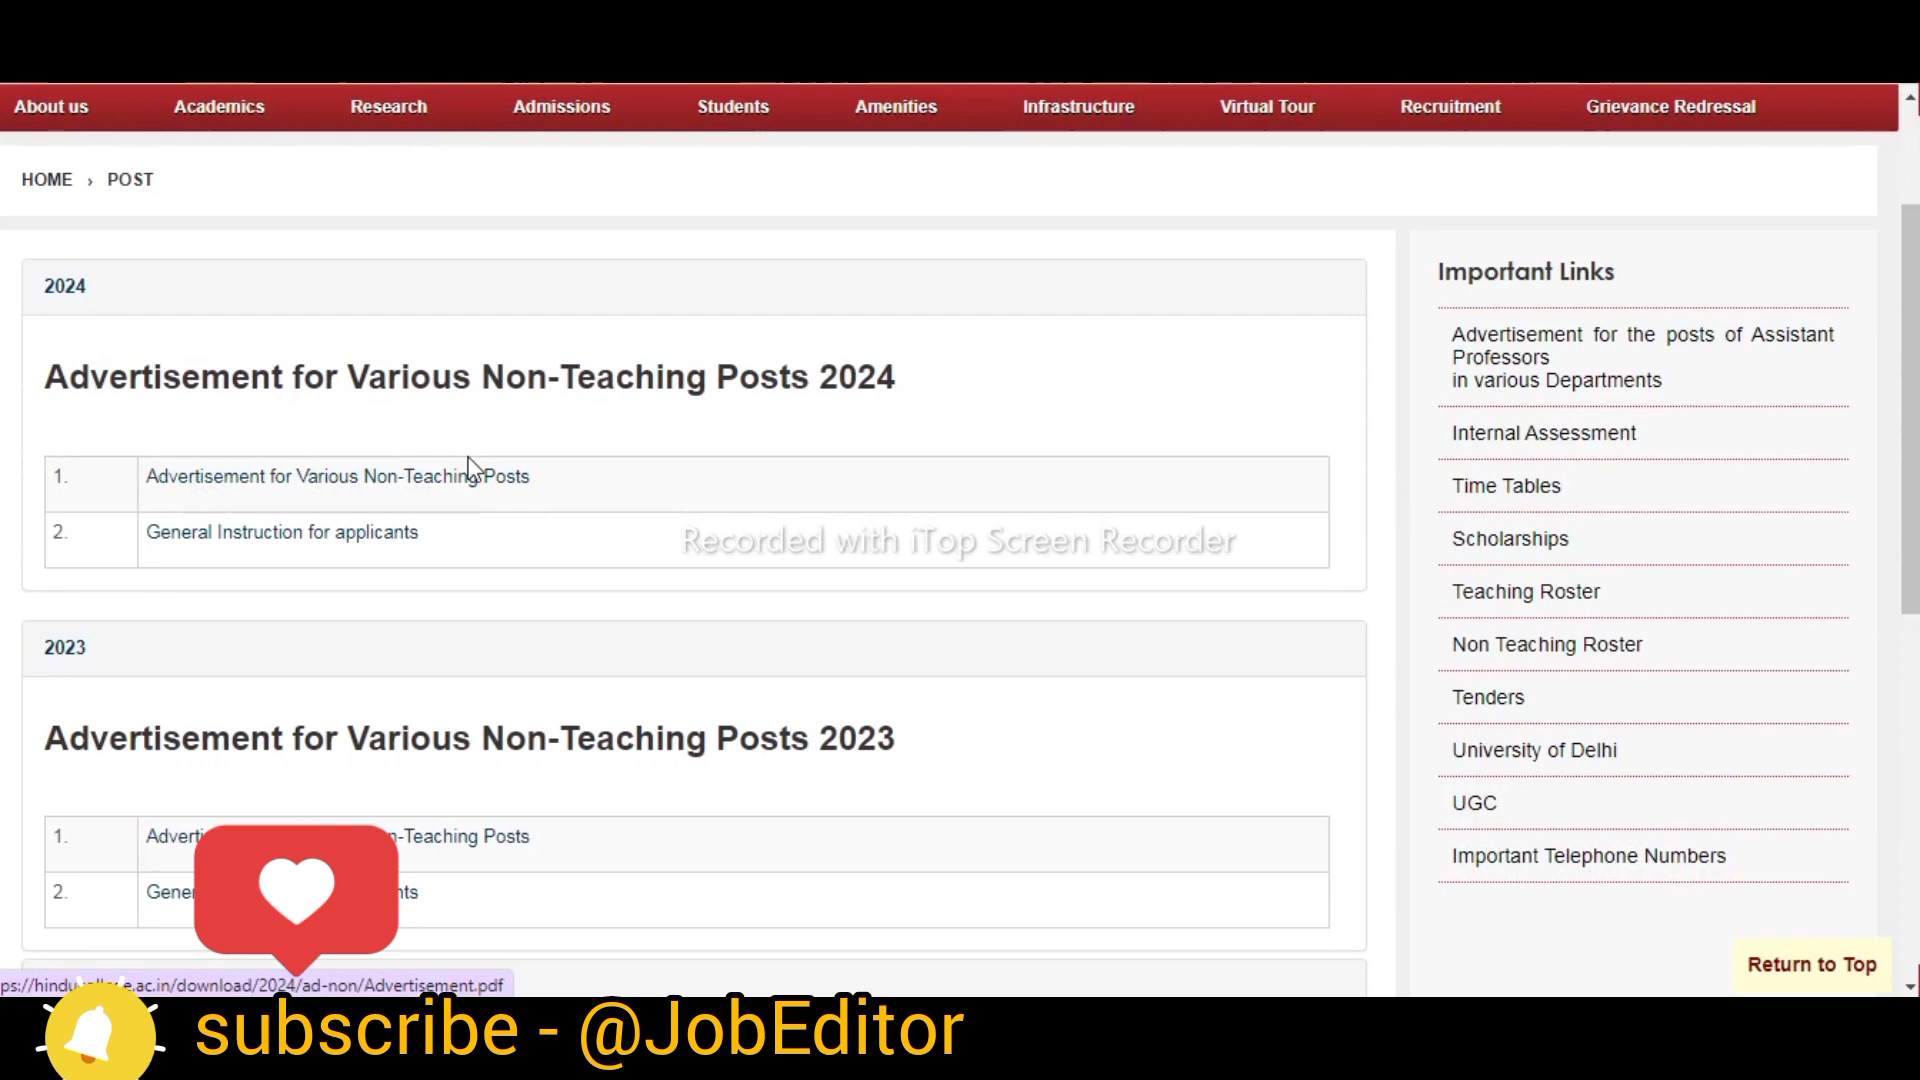 About us Academics Research Admissions Students Amenities Infrastructure Virtual Tour Recruitment Grievance Redressal
HOME › POST
2024
Advertisement for Various Non-Teaching Posts 2024
1. Advertisement for Various Non-Teaching Posts
2. General Instruction for applicants
Recorded with iTop Screen Recorder
2023
Advertisement for Various Non-Teaching Posts 2023
1. n-Teaching Posts
2.
Important Links
Advertisement for the posts of Assistant
Professors
in various Departments
Internal Assessment
Time Tables
Scholarships
Teaching Roster
Non Teaching Roster
Tenders
University of Delhi
UGC
Important Telephone Numbers
Return to Top
e.ac.in/download/2024/ad-non/Advertisement.pdf
subscribe - @JobEditor